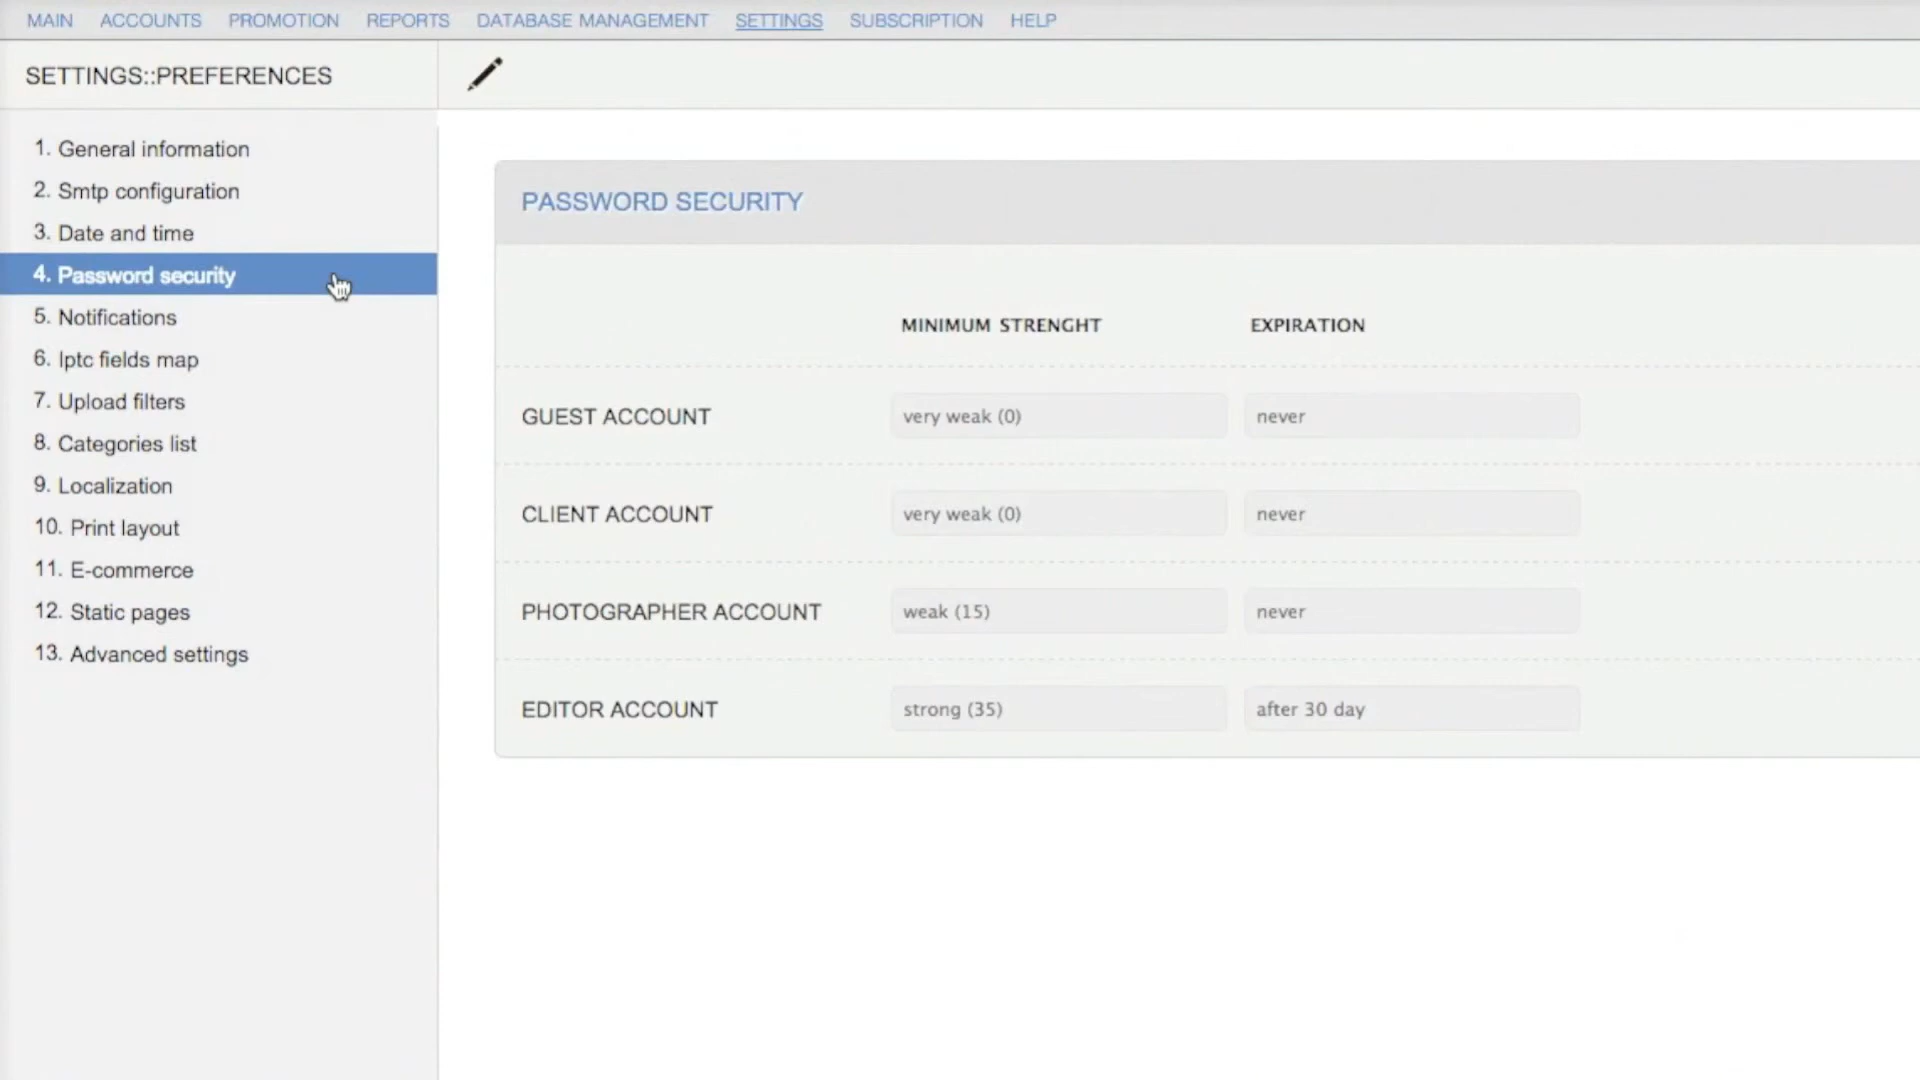 MAIN ACCOUNTS PROMOTION REPORTS DATABASE MANAGEMENT SETTINGS SUBSCRIPTION HELP
SETTINGS::PREFERENCES
1. General information
2. Smtp configuration
3. Date and time
4. Password security
5. Notifications
6. Iptc fields map
7. Upload filters
8. Categories list
9. Localization
10. Print layout
11. E-commerce
12. Static pages
13. Advanced settings
PASSWORD SECURITY
MINIMUM STRENGHT EXPIRATION
GUEST ACCOUNT very weak (0) never
CLIENT ACCOUNT very weak (0) never
PHOTOGRAPHER ACCOUNT weak (15) never
EDITOR ACCOUNT strong (35) after 30 day